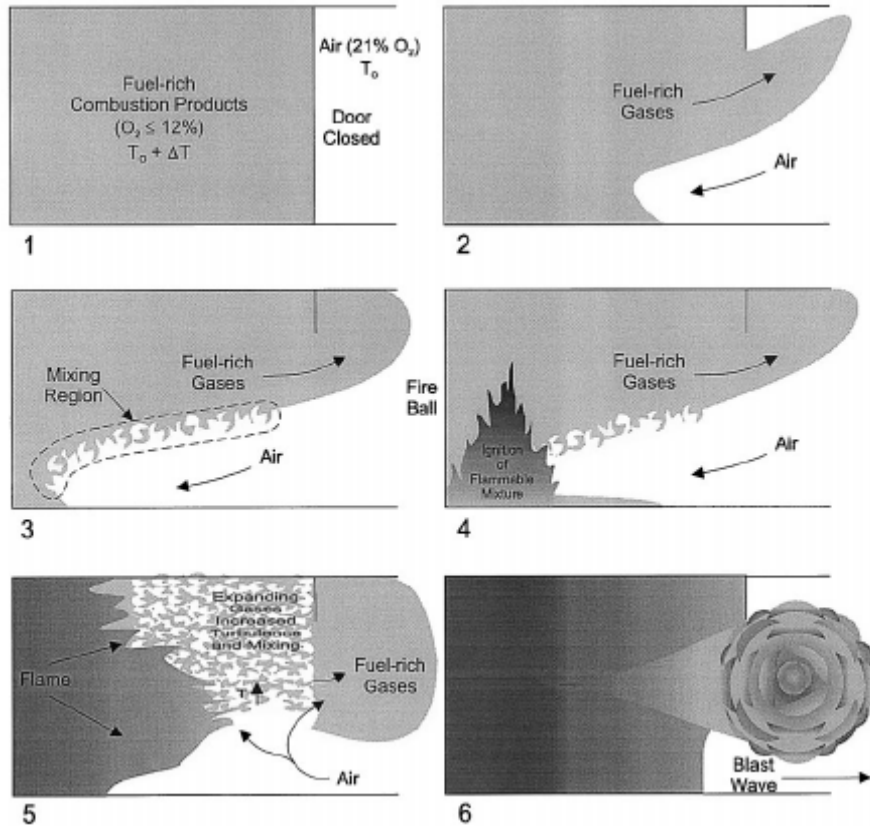 Fuel-rich
Combustion Products
(O₂ ≤ 12%)
T₀ + ΔT
Air (21% O₂)
T₀
Door
Closed
1
Fuel-rich
Gases
Air
2
Mixing
Region
Fuel-rich
Gases
Air
3
Fire
Ball
Fuel-rich
Gases
Ignition
of
Flammable
Mixture
Air
4
Expanding
Gases
Increased
Turbulence
and Mixing
Flame
T
Fuel-rich
Gases
Air
5
Blast
Wave
6